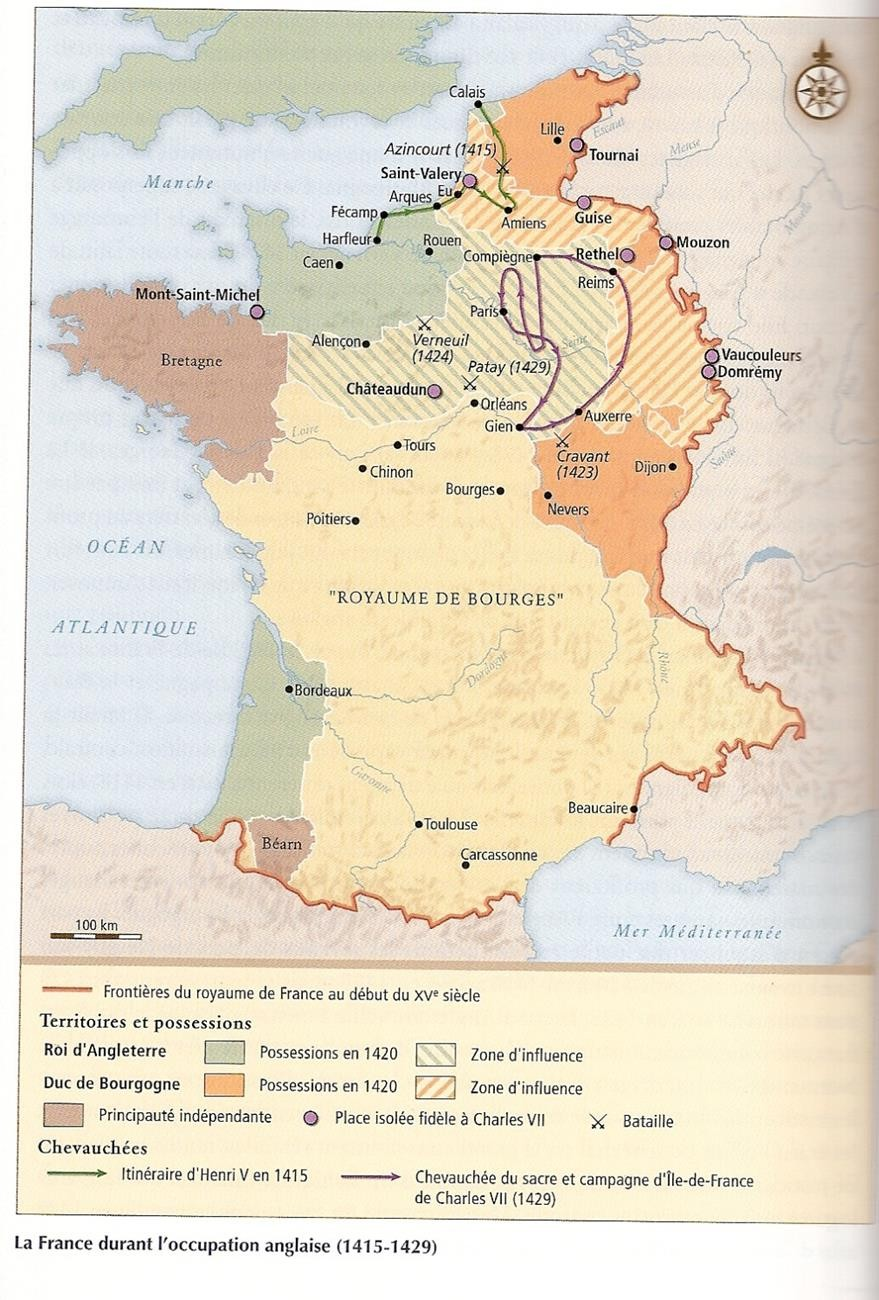 Calais
Lille
Escaut
Meuse
Azincourt (1415)
Tournai
Manche
Saint-Valery
Moselle
Eu
Arques
Fécamp
Amiens
Guise
Harfleur
Rouen
Mouzon
Compiègne
Rethel
Caen
Reims
Mont-Saint-Michel
Paris
Alençon
Verneuil
(1424)
Seine
Vaucouleurs
Bretagne
Patay (1429)
Domrémy
Châteaudun
Orléans
Auxerre
Gien
Loire
Tours
Cravant
(1423)
Saône
Chinon
Dijon
Bourges
Nevers
Poitiers
OCÉAN
ATLANTIQUE
"ROYAUME DE BOURGES"
Dordogne
Rhône
Bordeaux
Garonne
Beaucaire
Toulouse
Béarn
Carcassonne
100 km
Mer Méditerranée
Frontières du royaume de France au début du XVe siècle
Territoires et possessions
Roi d'Angleterre Possessions en 1420 Zone d'influence
Duc de Bourgogne Possessions en 1420 Zone d'influence
Principauté indépendante Place isolée fidèle à Charles VII Bataille
Chevauchées
Itinéraire d'Henri V en 1415 Chevauchée du sacre et campagne d'Île-de-France
de Charles VII (1429)
La France durant l'occupation anglaise (1415-1429)